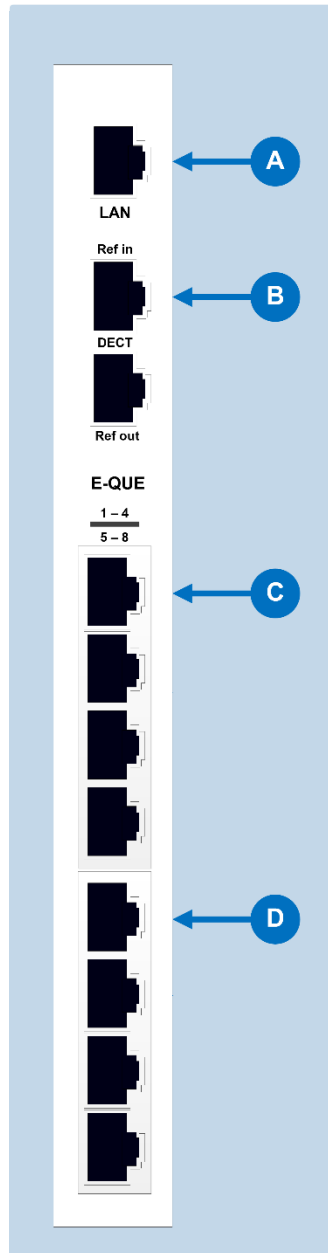 A
LAN
Ref in
B
DECT
Ref out
E-QUE
1 – 4
5 – 8
C
D